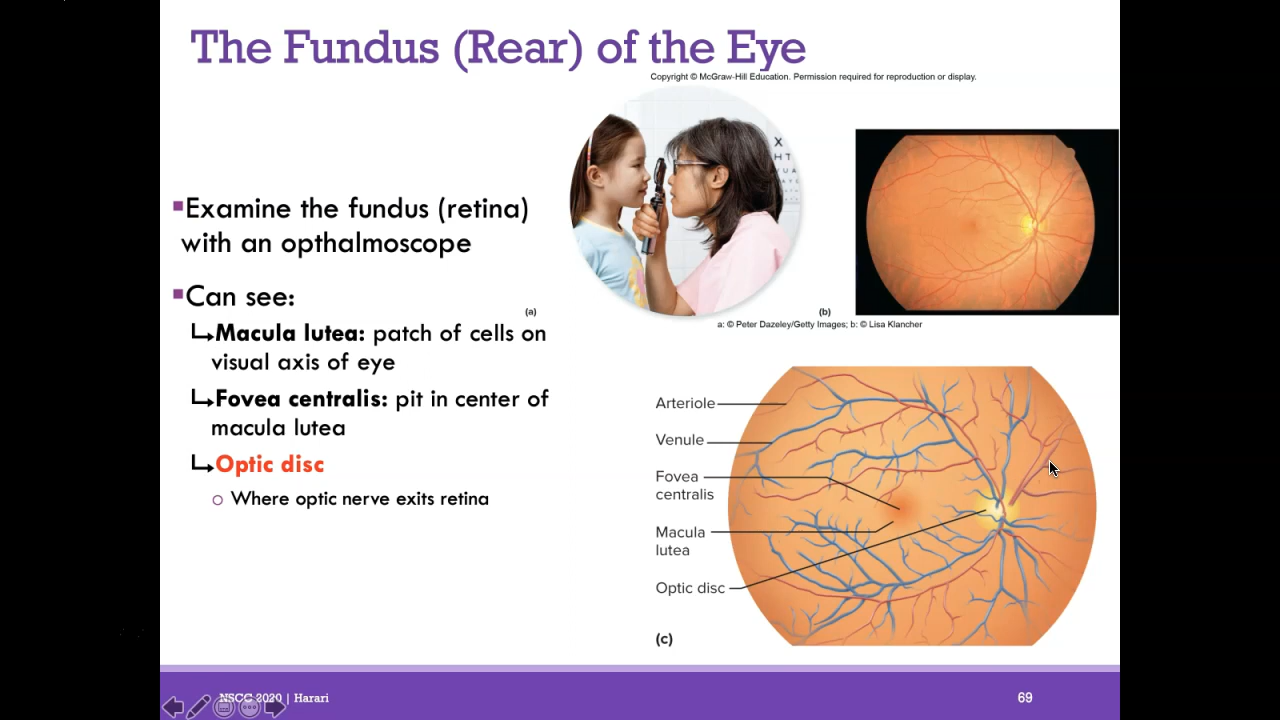 The Fundus (Rear) of the Eye
Copyright © McGraw-Hill Education. Permission required for reproduction or display.
Examine the fundus (retina)
with an opthalmoscope
Can see:
Macula lutea: patch of cells on
visual axis of eye
Fovea centralis: pit in center of
macula lutea
Optic disc
Where optic nerve exits retina
X
HT
(a)
(b)
a: © Peter Dazeley/Getty Images; b: © Lisa Klancher
Arteriole
Venule
Fovea
centralis
Macula
lutea
Optic disc
(c)
NSCC 2020 | Harari
69